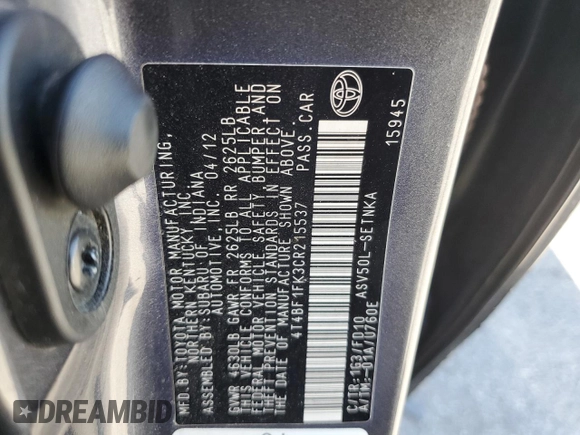 MFD.BY:TOYOTA MOTOR MANUFACTURING,
NORTHERN KENTUCKY INC.
ASSEMBLED BY:SUBARU OF INDIANA
AUTOMOTIVE, INC. 04/12
GVWR 4630LB GAWR FR 2625LB RR 2625LB
THIS VEHICLE CONFORMS TO ALL APPLICABLE
FEDERAL MOTOR VEHICLE SAFETY, BUMPER, AND
THEFT PREVENTION STANDARDS IN EFFECT ON
THE DATE OF MANUFACTURE SHOWN ABOVE.
4T4BF1FK3CR215537 PASS.CAR
C/TR:1G3/FD10 ASV50L-SETNKA
A/TM:-01A/U760E 15945
DREAMBID